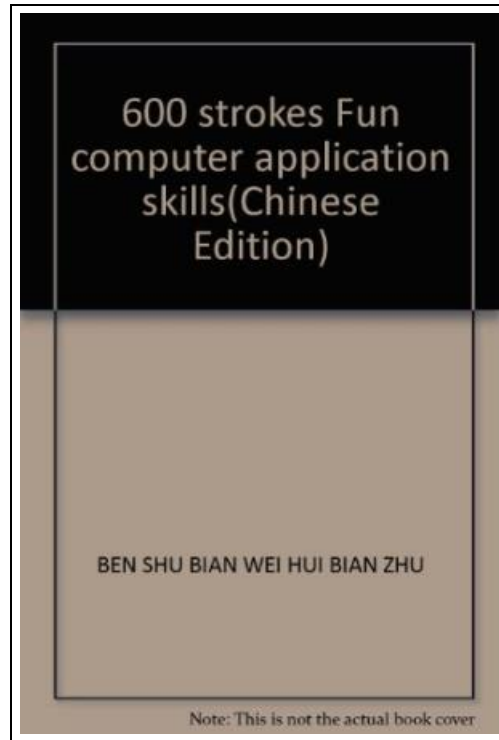 600 strokes Fun
computer application
skills(Chinese
Edition)
BEN SHU BIAN WEI HUI BIAN ZHU
Note: This is not the actual book cover